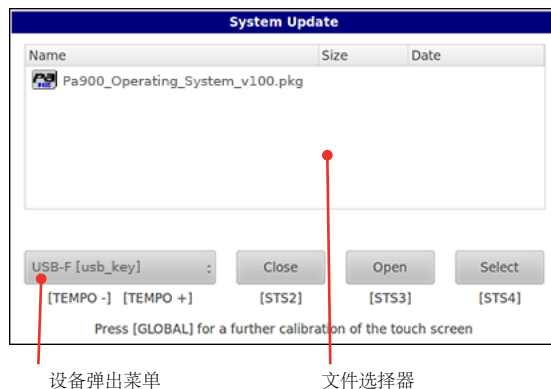 System Update
Name Size Date
Pa900_Operating_System_v100.pkg
USB-F [usb_key] : Close Open Select
[TEMPO -] [TEMPO +] [STS2] [STS3] [STS4]
Press [GLOBAL] for a further calibration of the touch screen
设备弹出菜单 文件选择器